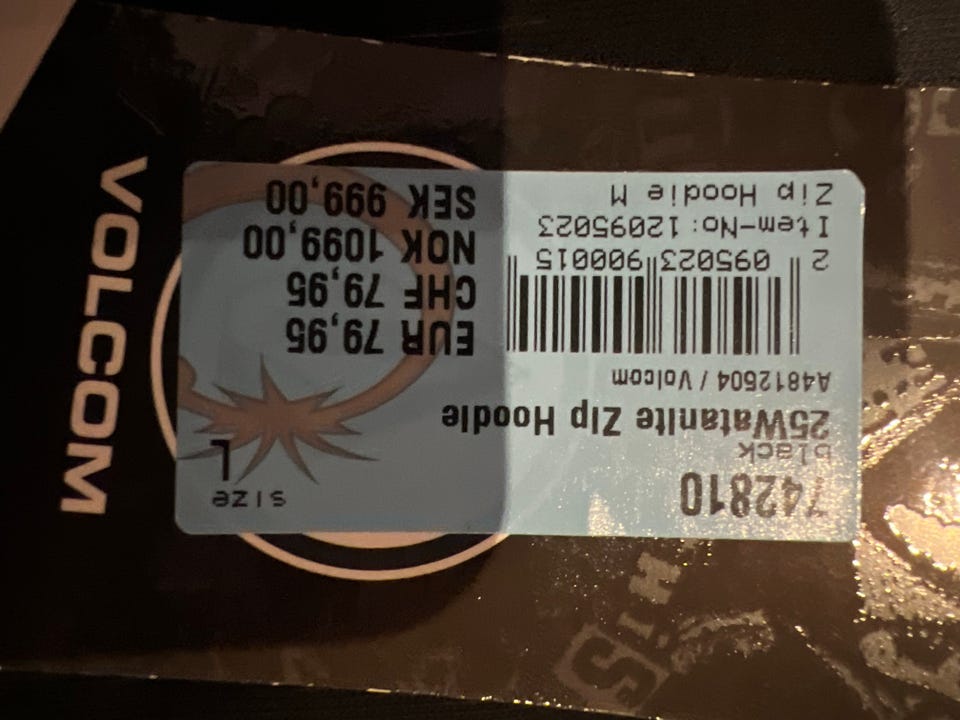 VOLCOM
742810
black
25Watanite Zip Hoodie
A4812504 / Volcom
2 095023 900015
Item-No: 12095023
Zip Hoodie M
size
L
EUR 79,95
CHF 79,95
NOK 1099,00
SEK 999,00